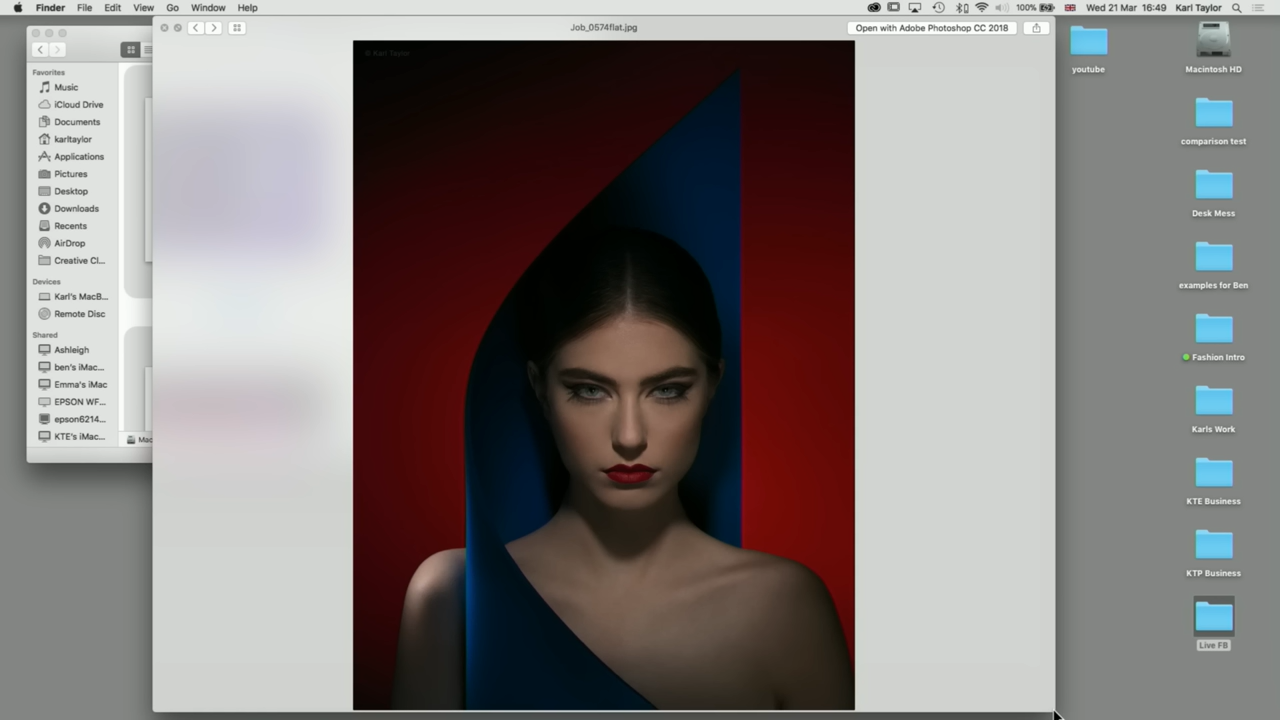 Finder File Edit View Go Window Help 100% Wed 21 Mar 16:49 Karl Taylor
Job_0574flat.jpg
Open with Adobe Photoshop CC 2018
© Karl Taylor
Favorites
Music
iCloud Drive
Documents
karltaylor
Applications
Pictures
Desktop
Downloads
Recents
AirDrop
Creative Cl...
Devices
Karl's MacB...
Remote Disc
Shared
Ashleigh
ben's iMac...
Emma's iMac
EPSON WF...
epson6214...
KTE's iMac...
Mac
youtube
Macintosh HD
comparison test
Desk Mess
examples for Ben
Fashion Intro
Karls Work
KTE Business
KTP Business
Live FB